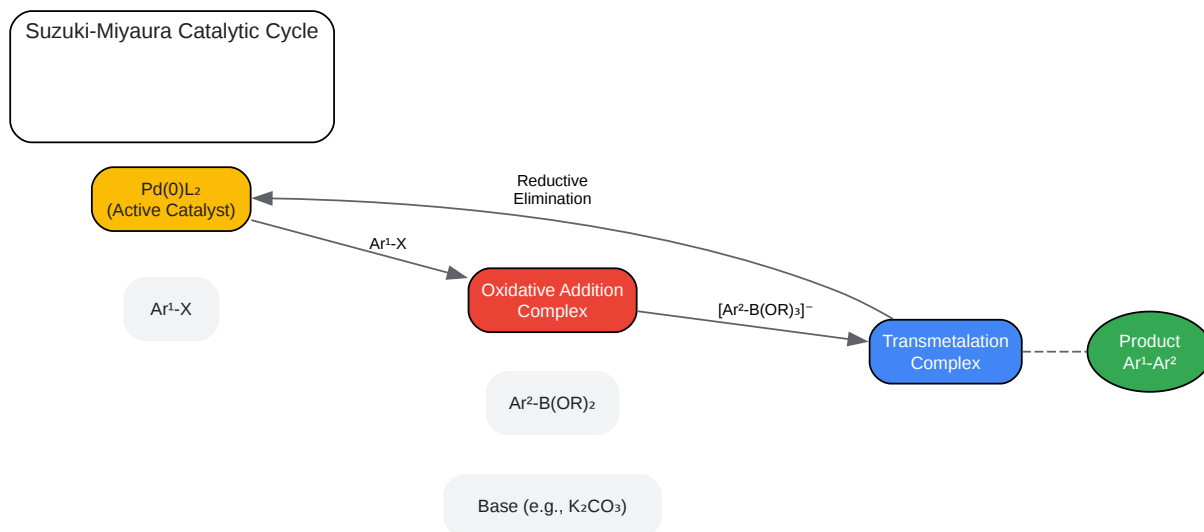 Suzuki-Miyaura Catalytic Cycle
Pd(0)L₂
(Active Catalyst)
Reductive
Elimination
Ar¹-X
Oxidative Addition
Complex
Ar¹-X
[Ar²-B(OR)₃]⁻
Transmetalation
Complex
Product
Ar¹-Ar²
Ar²-B(OR)₂
Base (e.g., K₂CO₃)